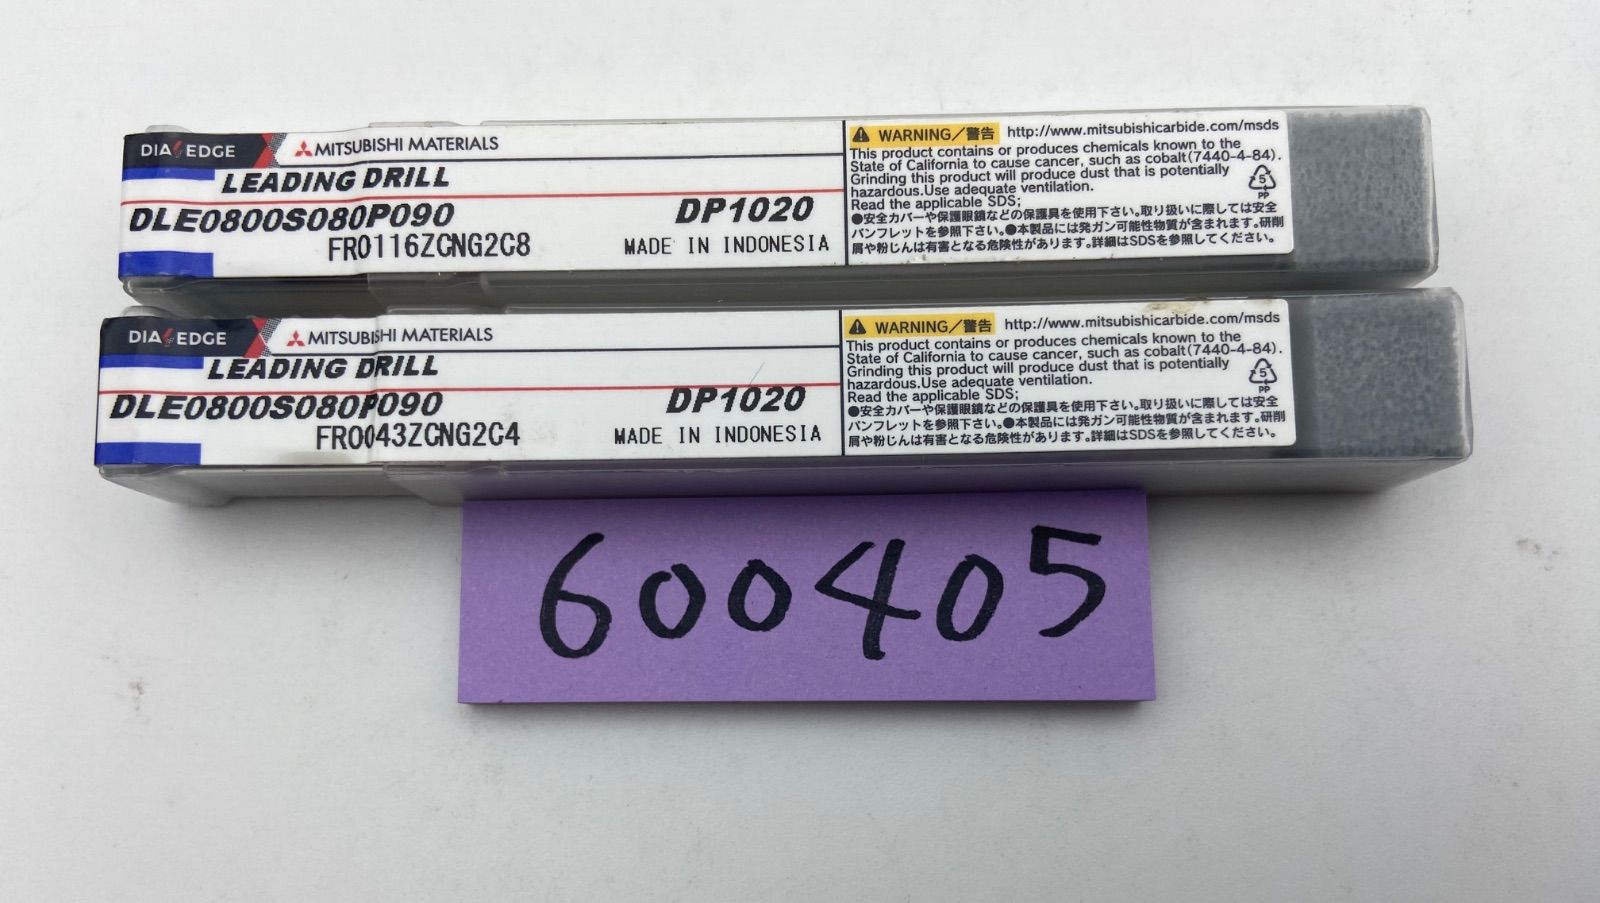 DIAEDGE MITSUBISHI MATERIALS
LEADING DRILL
DLE0800S080P090 DP1020
FR0116ZCNG2C8 MADE IN INDONESIA
WARNING／警告 http://www.mitsubishicarbide.com/msds
This product contains or produces chemicals known to the
State of California to cause cancer, such as cobalt(7440-4-84).
Grinding this product will produce dust that is potentially
hazardous.Use adequate ventilation.
Read the applicable SDS;
●安全カバーや保護眼鏡などの保護具を使用下さい。取り扱いに際しては安全
パンフレットを参照下さい。●本製品には発ガン可能性物質が含まれます。研削
屑や粉じんは有害となる危険性があります。詳細はSDSを参照してください。
5
PP
DIAEDGE MITSUBISHI MATERIALS
LEADING DRILL
DLE0800S080P090 DP1020
FR0043ZCNG2C4 MADE IN INDONESIA
WARNING／警告 http://www.mitsubishicarbide.com/msds
This product contains or produces chemicals known to the
State of California to cause cancer, such as cobalt(7440-4-84).
Grinding this product will produce dust that is potentially
hazardous.Use adequate ventilation.
Read the applicable SDS;
●安全カバーや保護眼鏡などの保護具を使用下さい。取り扱いに際しては安全
パンフレットを参照下さい。●本製品には発ガン可能性物質が含まれます。研削
屑や粉じんは有害となる危険性があります。詳細はSDSを参照してください。
5
PP
600405